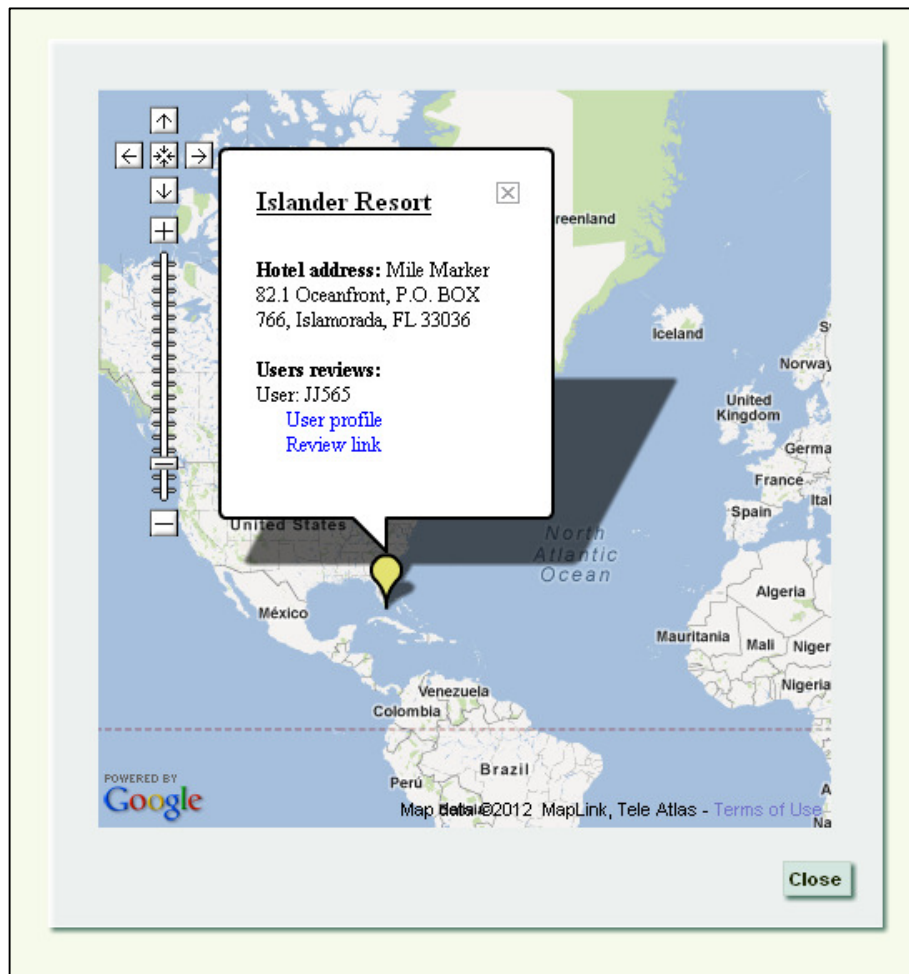 Islander Resort
Hotel address: Mile Marker
82.1 Oceanfront, P.O. BOX
766, Islamorada, FL 33036
Users reviews:
User: JJ565
User profile
Review link
reenland
Iceland
Norway
United
Kingdom
Germa
France
Ital
Spain
United States
North
Atlantic
Ocean
Algeria
México
Mauritania
Mali
Niger
Nigeria
Venezuela
Colombia
Perú
Brazil
POWERED BY
Google
Map data ©2012 MapLink, Tele Atlas - Terms of Use
Na
Close